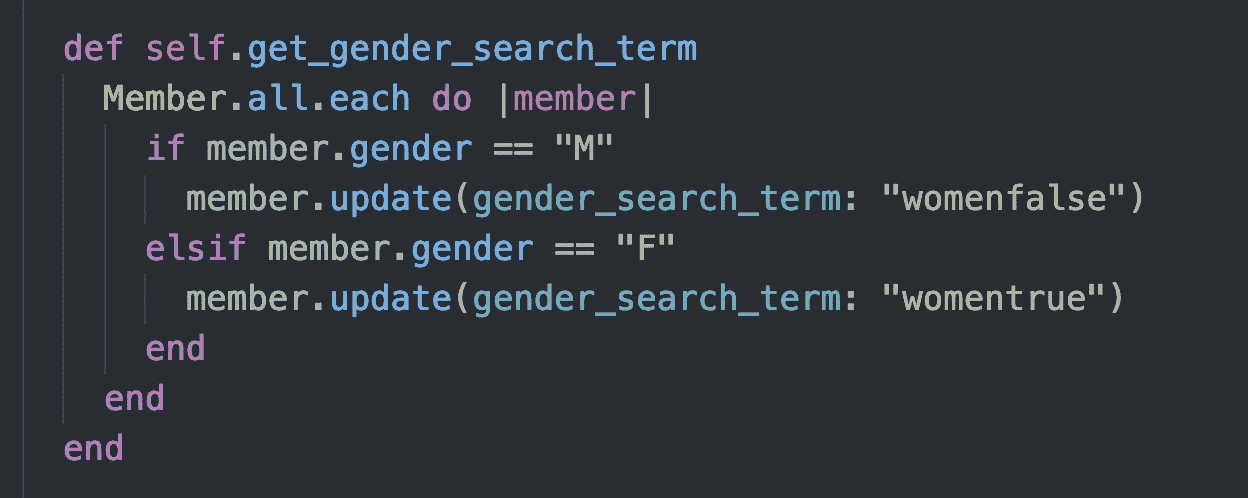 def self.get_gender_search_term
Member.all.each do |member|
if member.gender == "M"
member.update(gender_search_term: "womenfalse")
elsif member.gender == "F"
member.update(gender_search_term: "womentrue")
end
end
end